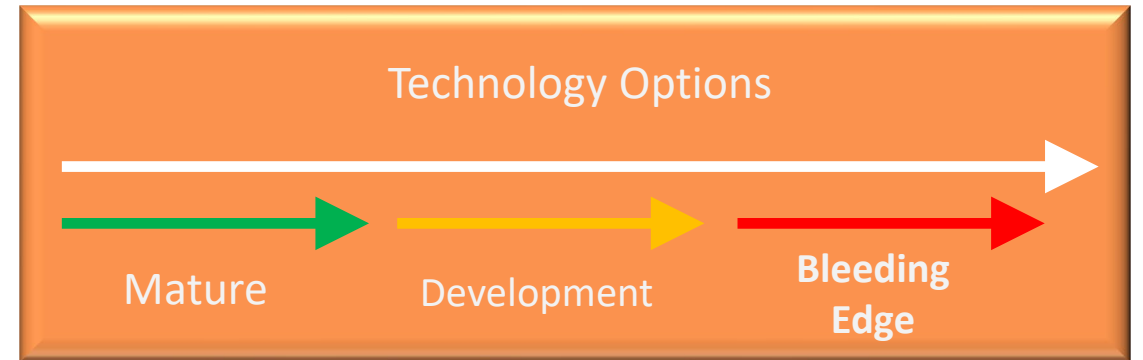 Technology Options
Mature
Development
Bleeding
Edge